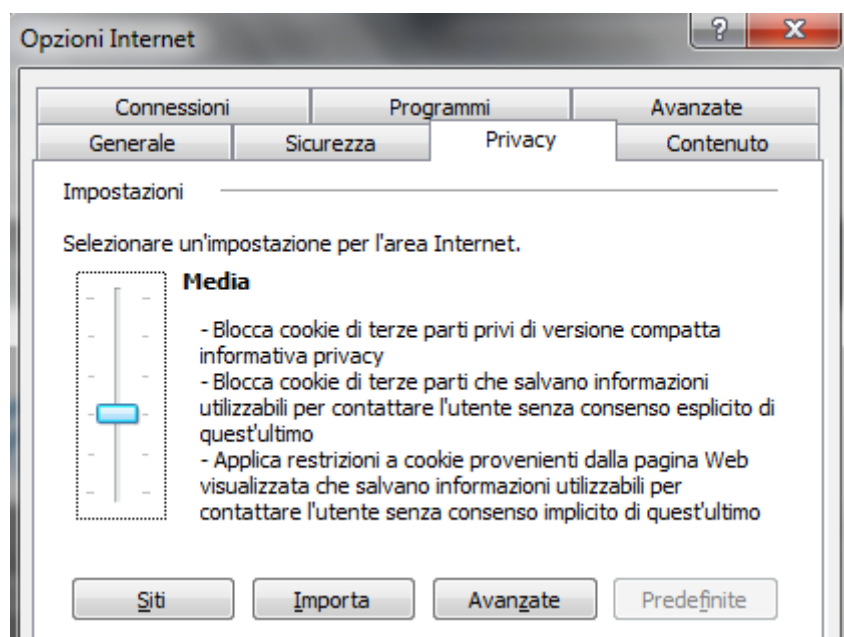 Opzioni Internet
?
X
Connessioni Programmi Avanzate
Generale Sicurezza Privacy Contenuto
Impostazioni
Selezionare un'impostazione per l'area Internet.
Media
- Blocca cookie di terze parti privi di versione compatta
informativa privacy
- Blocca cookie di terze parti che salvano informazioni
utilizzabili per contattare l'utente senza consenso esplicito di
quest'ultimo
- Applica restrizioni a cookie provenienti dalla pagina Web
visualizzata che salvano informazioni utilizzabili per
contattare l'utente senza consenso implicito di quest'ultimo
Siti Importa Avanzate Predefinite